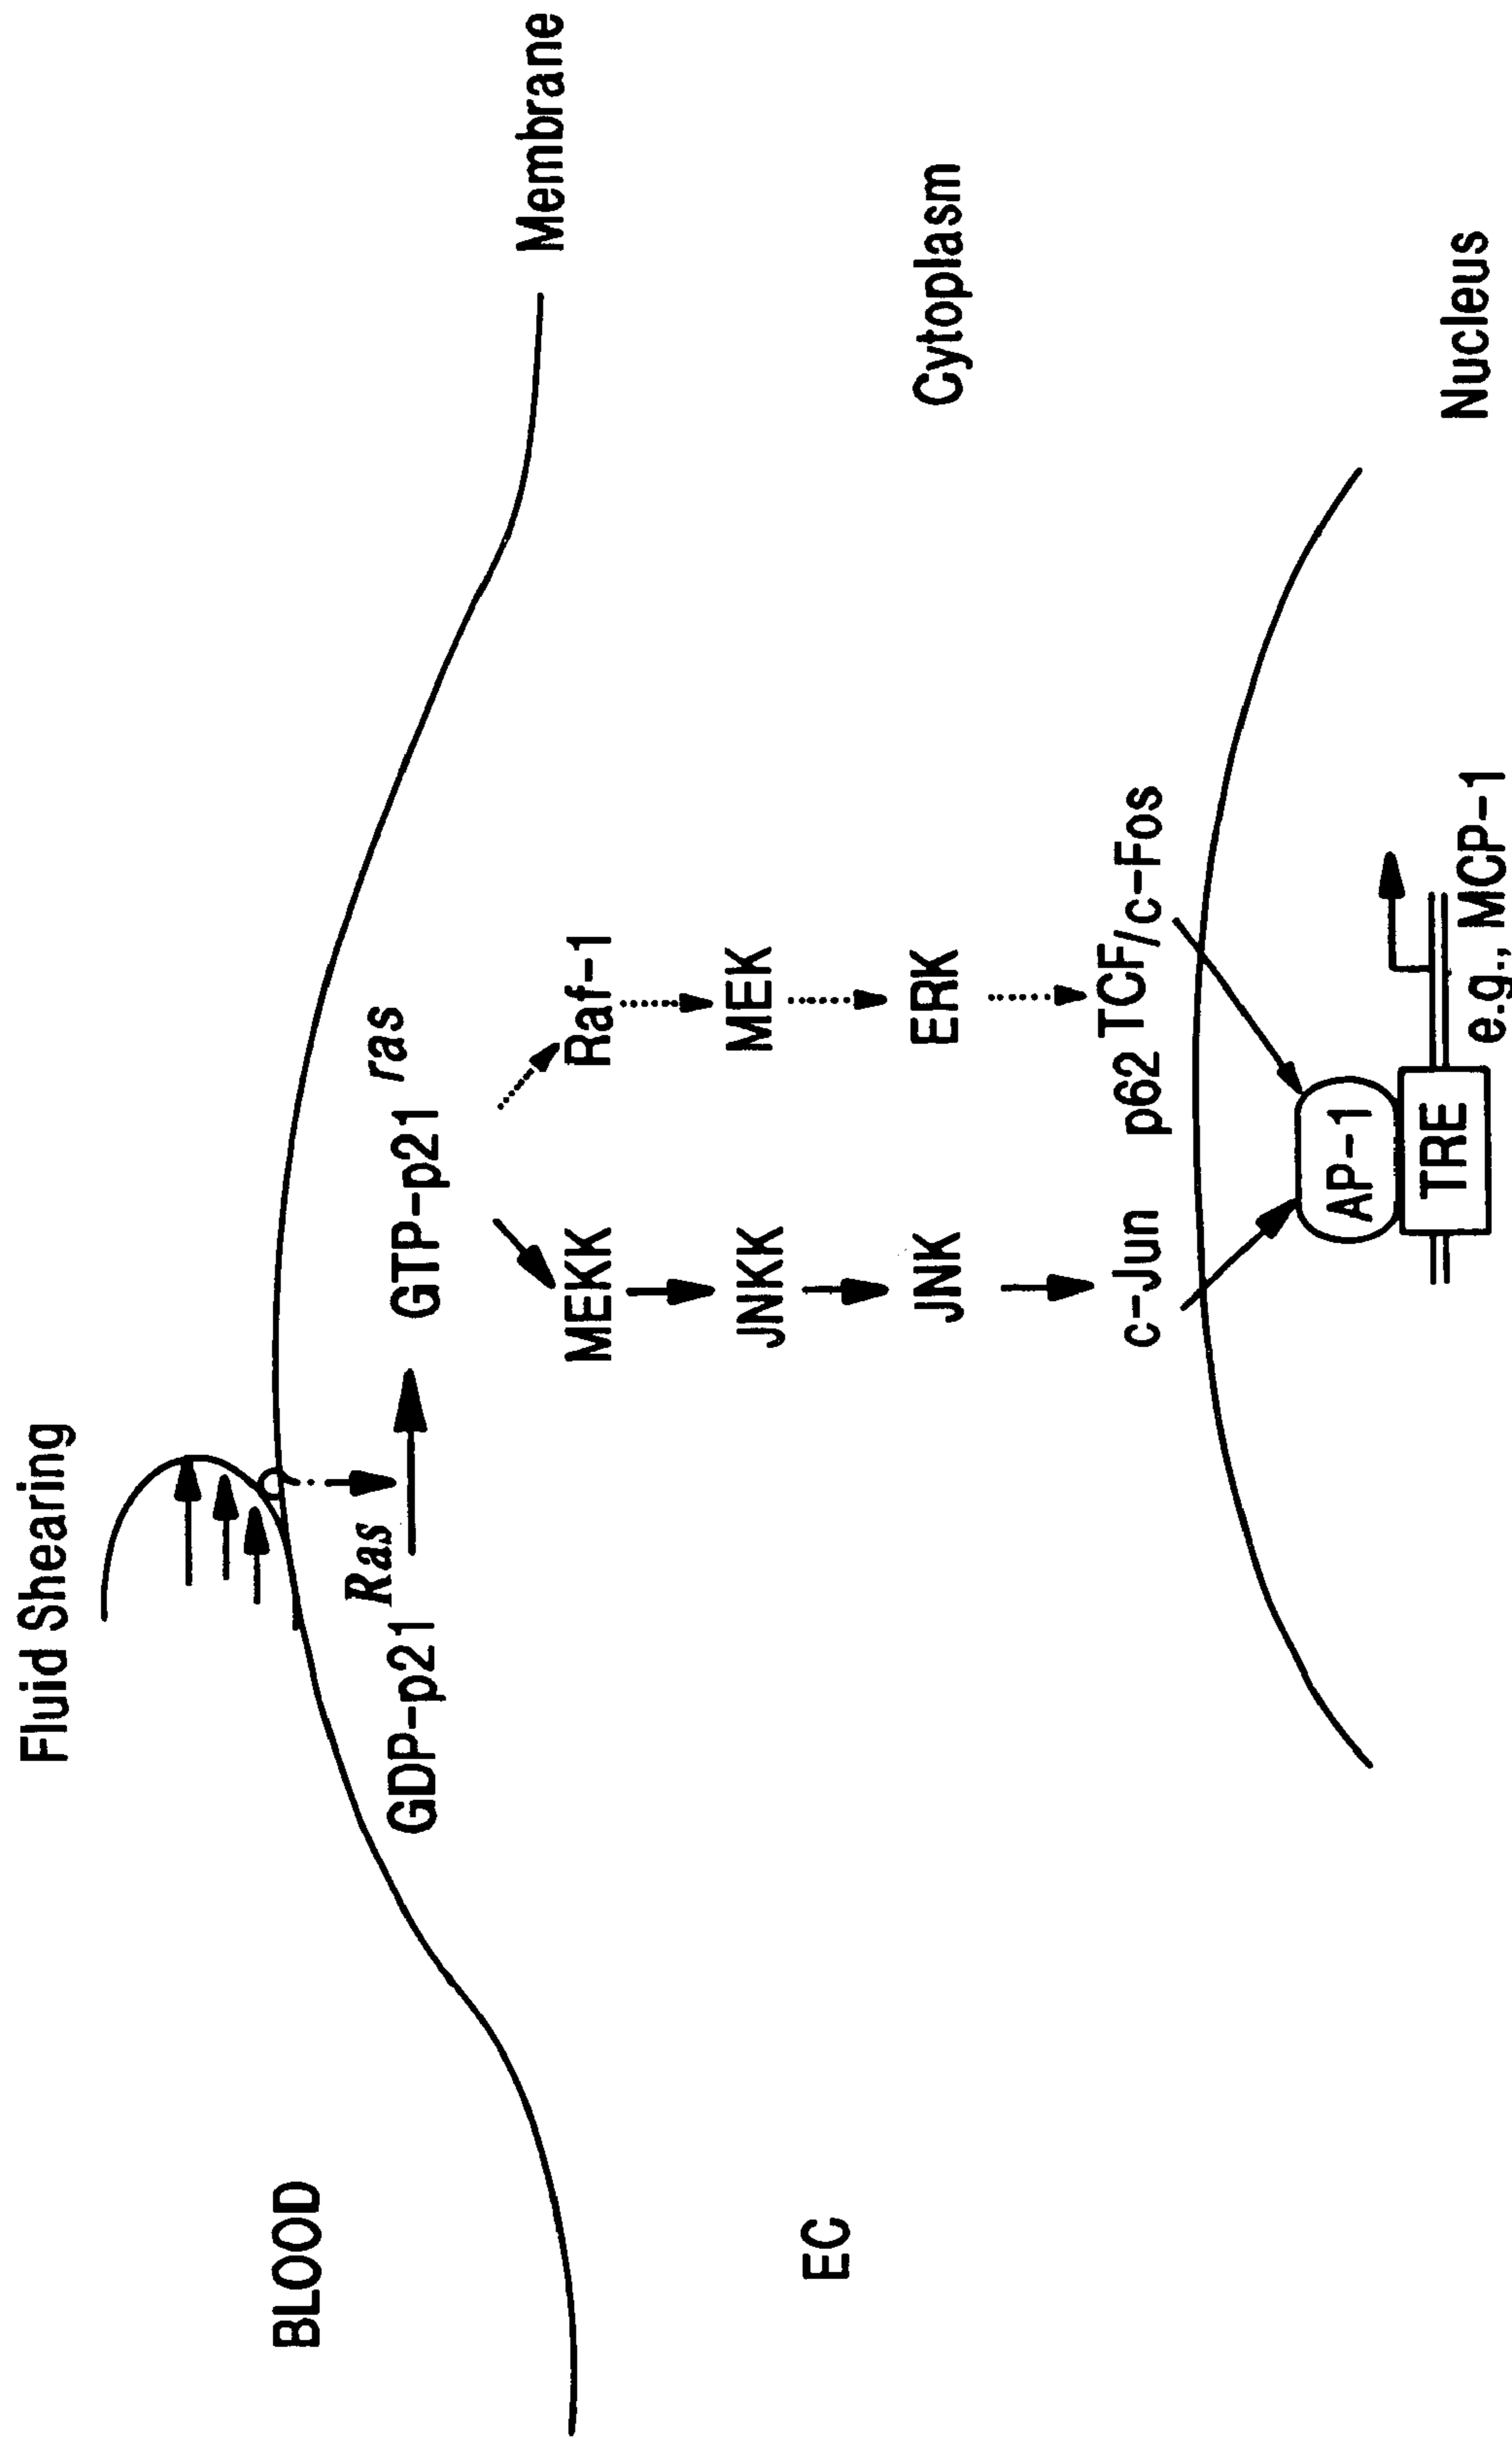 Fluid Shearing
BLOOD
Ras
ras
GDP-p21
GTP-p21
Membrane
MEKK
Raf-1
JNKK
MEK
EC
JNK
ERK
Cytoplasm
c-Jun
p62 TCF/c-Fos
AP-1
TRE
e.g., MCP-1
Nucleus